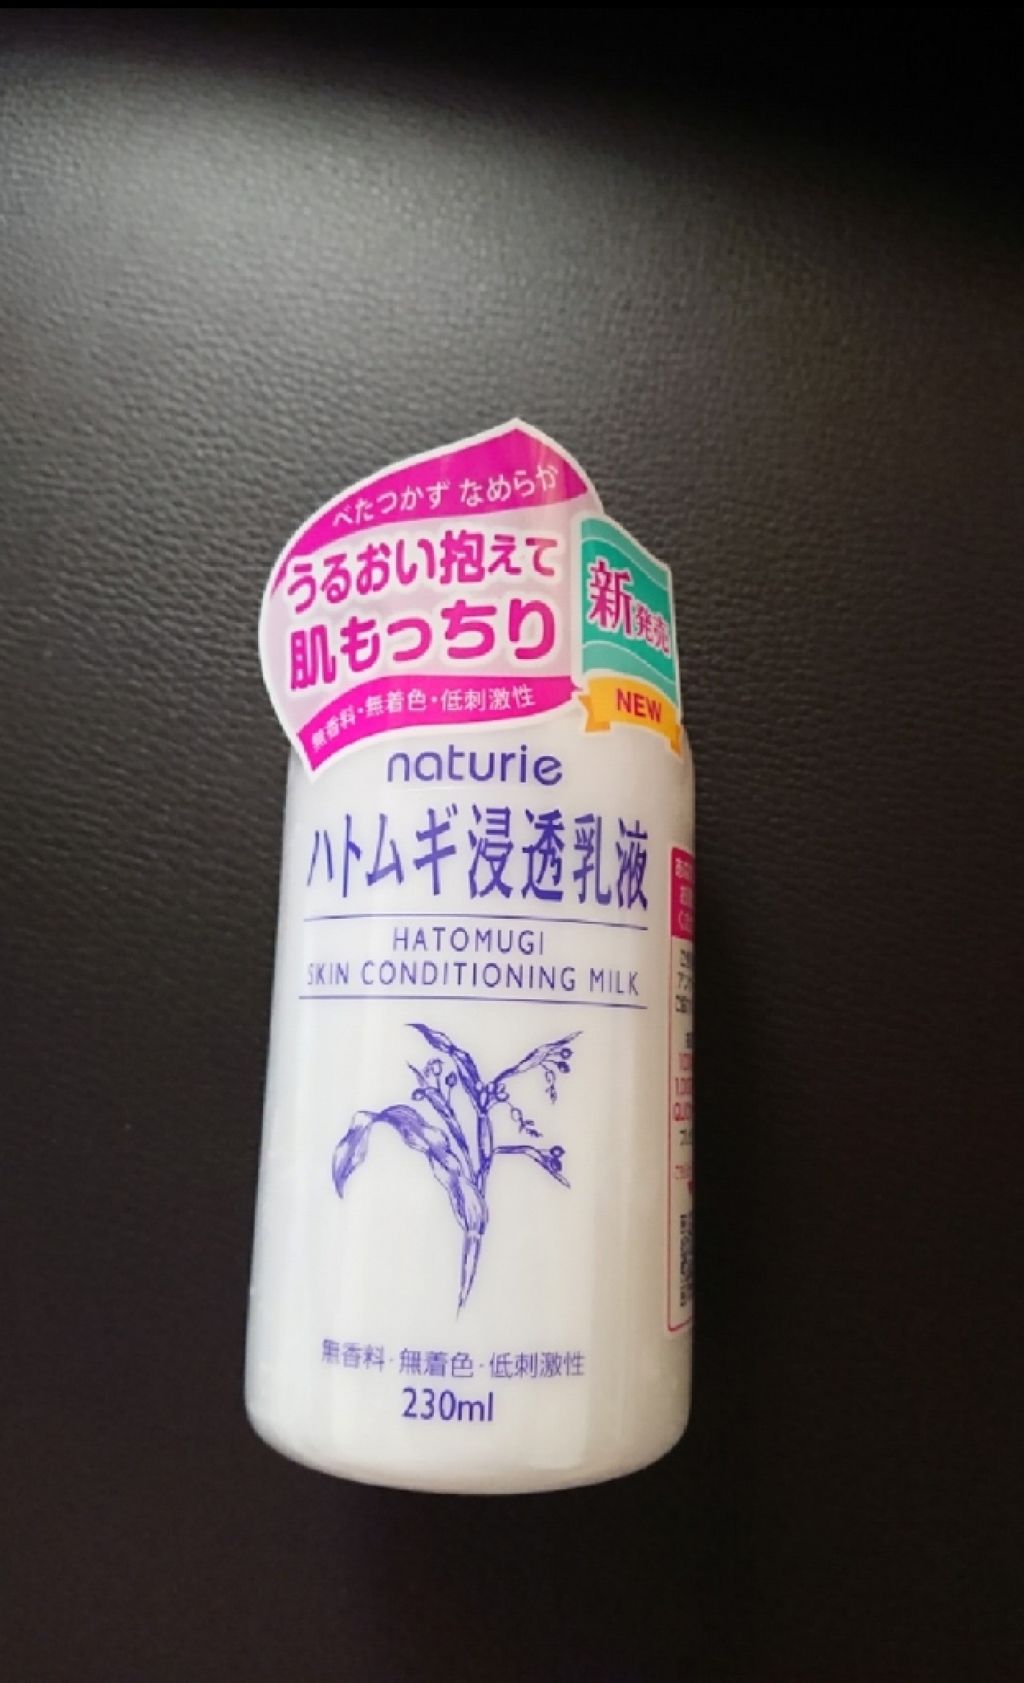 べたつかず なめらか
うるおい抱えて
肌もっちり
無香料・無着色・低刺激性
新発売
NEW
naturie
ハトムギ浸透乳液
HATOMUGI
SKIN CONDITIONING MILK
無香料・無着色・低刺激性
230ml